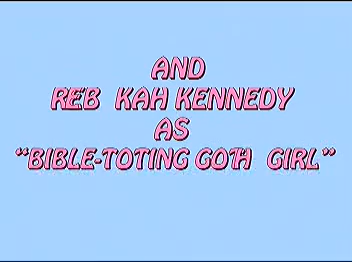 AND
REB KAH KENNEDY
AS
“BIBLE-TOTING GOTH GIRL”